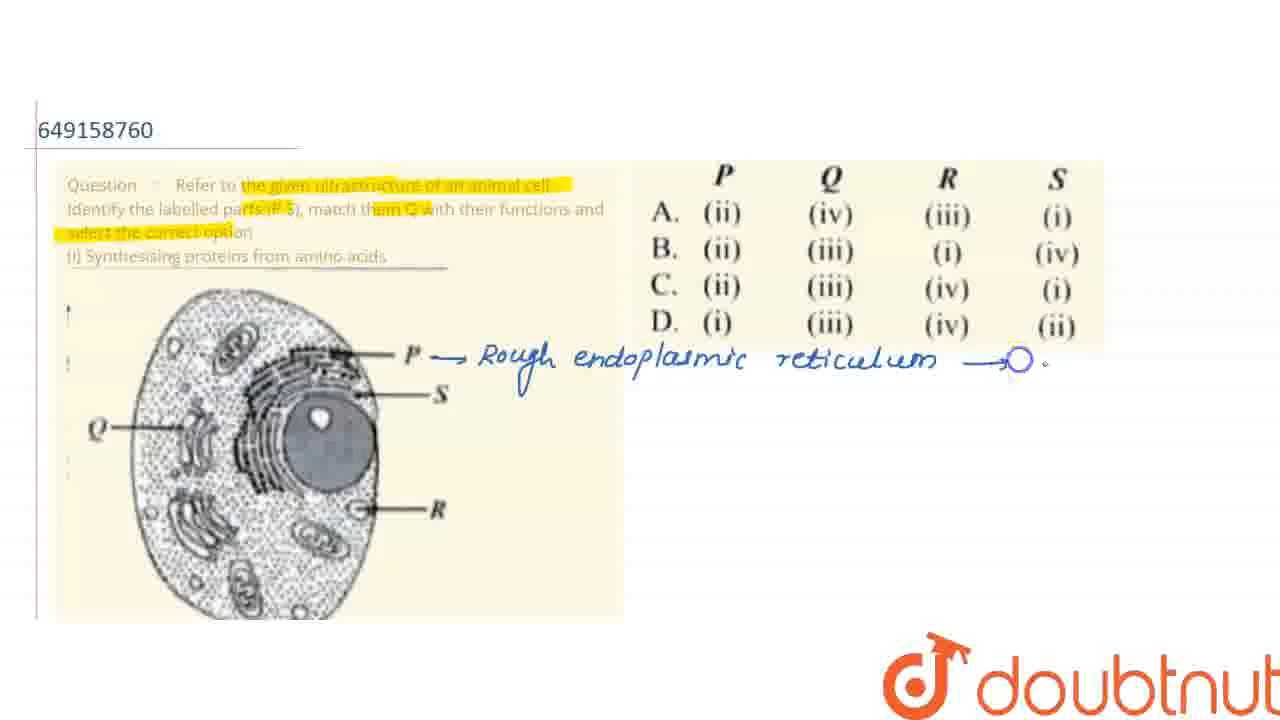 649158760
Question Refer to the given ultrastructure of an animal cell
Identify the labelled parts (P S), match them Q with their functions and
select the correct option
(i) Synthesising proteins from amino acids
P Q R S
A. (ii) (iv) (iii) (i)
B. (ii) (iii) (i) (iv)
C. (ii) (iii) (iv) (i)
D. (i) (iii) (iv) (ii)
P → Rough endoplasmic reticulum →
S
Q
R
doubtnut